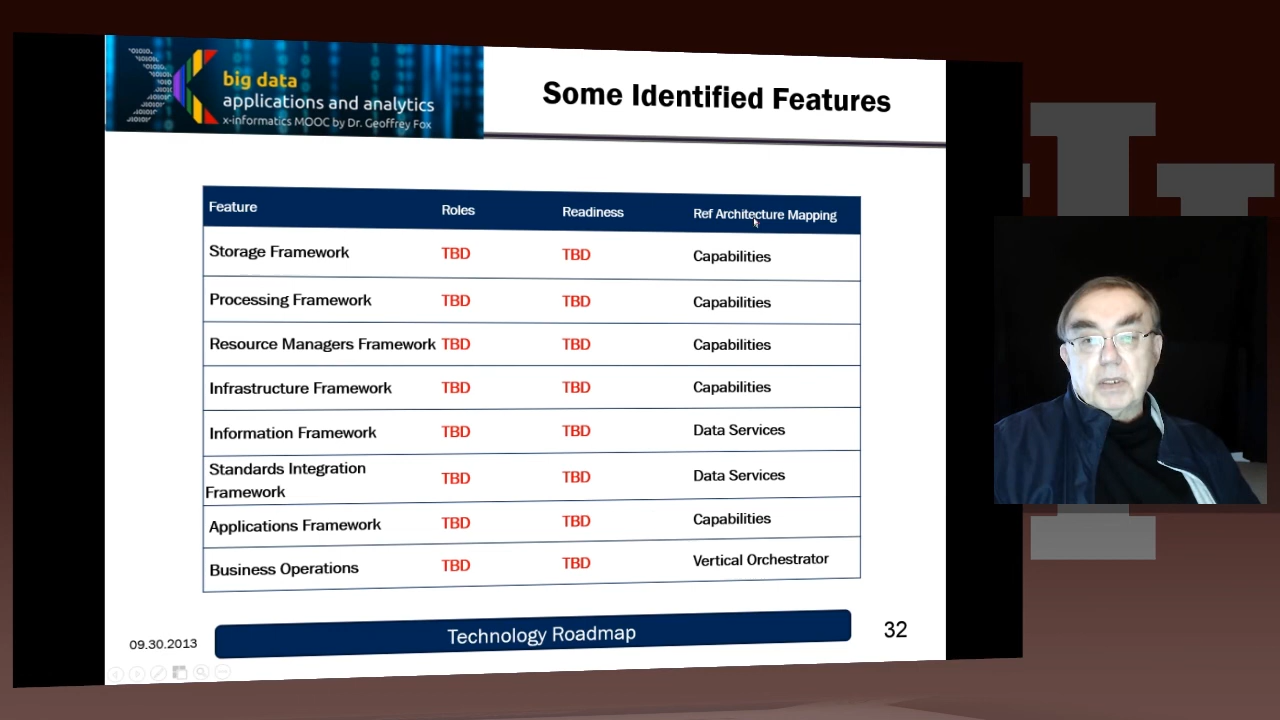 big data
applications and analytics
x-informatics MOOC by Dr. Geoffrey Fox
Some Identified Features
Feature Roles Readiness Ref Architecture Mapping
Storage Framework TBD TBD Capabilities
Processing Framework TBD TBD Capabilities
Resource Managers Framework TBD TBD Capabilities
Infrastructure Framework TBD TBD Capabilities
Information Framework TBD TBD Data Services
Standards Integration
Framework TBD TBD Data Services
Applications Framework TBD TBD Capabilities
Business Operations TBD TBD Vertical Orchestrator
09.30.2013
Technology Roadmap
32